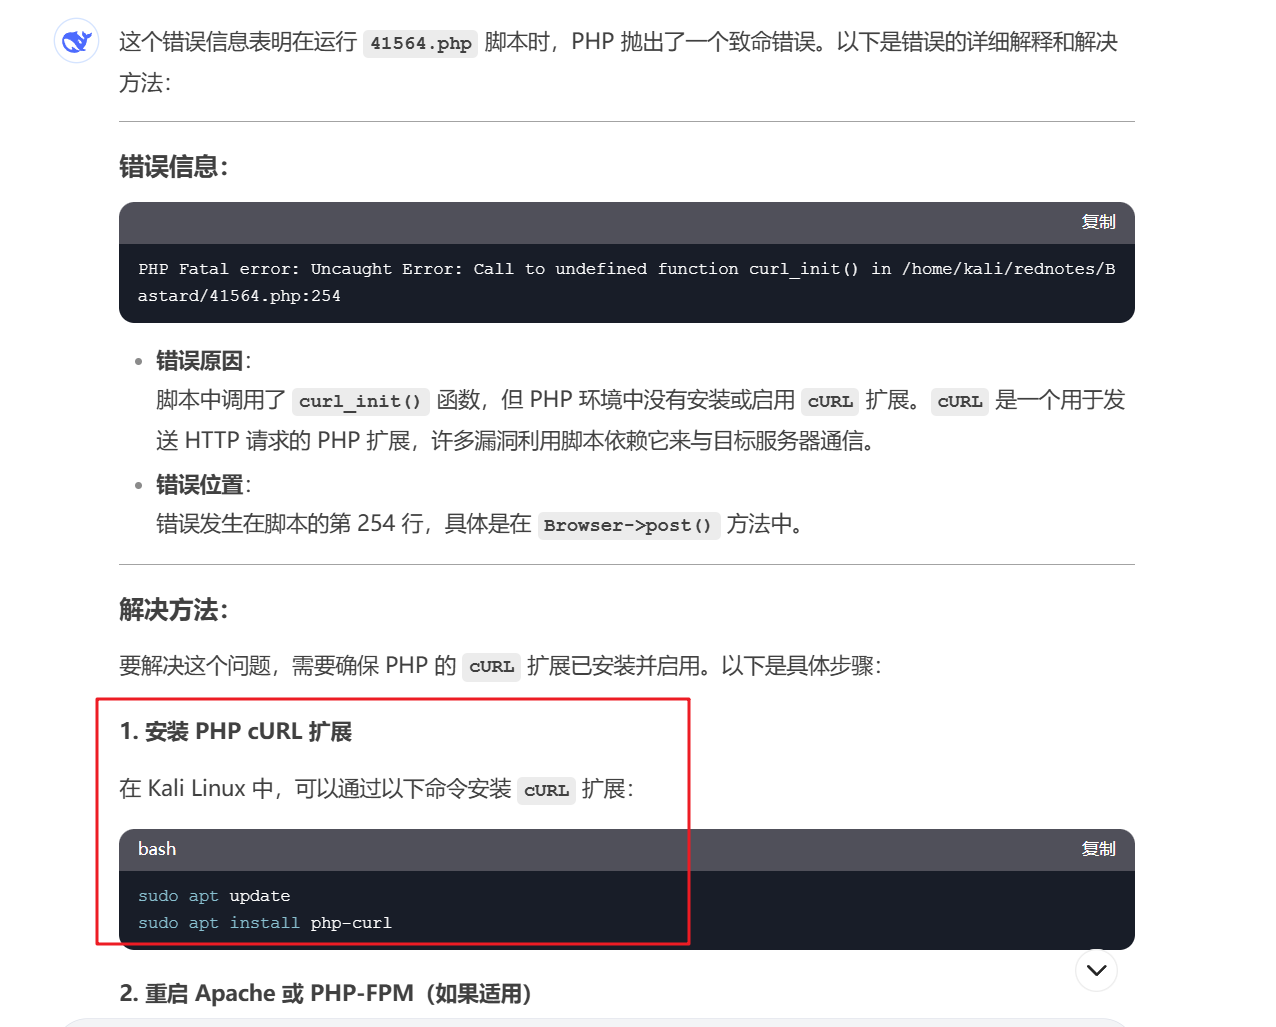 这个错误信息表明在运行 41564.php 脚本时，PHP 抛出了一个致命错误。以下是错误的详细解释和解决
方法：
错误信息：
复制
PHP Fatal error: Uncaught Error: Call to undefined function curl_init() in /home/kali/rednotes/B
astard/41564.php:254
错误原因：
脚本中调用了 curl_init() 函数，但 PHP 环境中没有安装或启用 cURL 扩展。cURL 是一个用于发
送 HTTP 请求的 PHP 扩展，许多漏洞利用脚本依赖它来与目标服务器通信。
错误位置：
错误发生在脚本的第 254 行，具体是在 Browser->post() 方法中。
解决方法：
要解决这个问题，需要确保 PHP 的 cURL 扩展已安装并启用。以下是具体步骤：
1. 安装 PHP cURL 扩展
在 Kali Linux 中，可以通过以下命令安装 cURL 扩展：
bash 复制
sudo apt update
sudo apt install php-curl
2. 重启 Apache 或 PHP-FPM（如果适用）